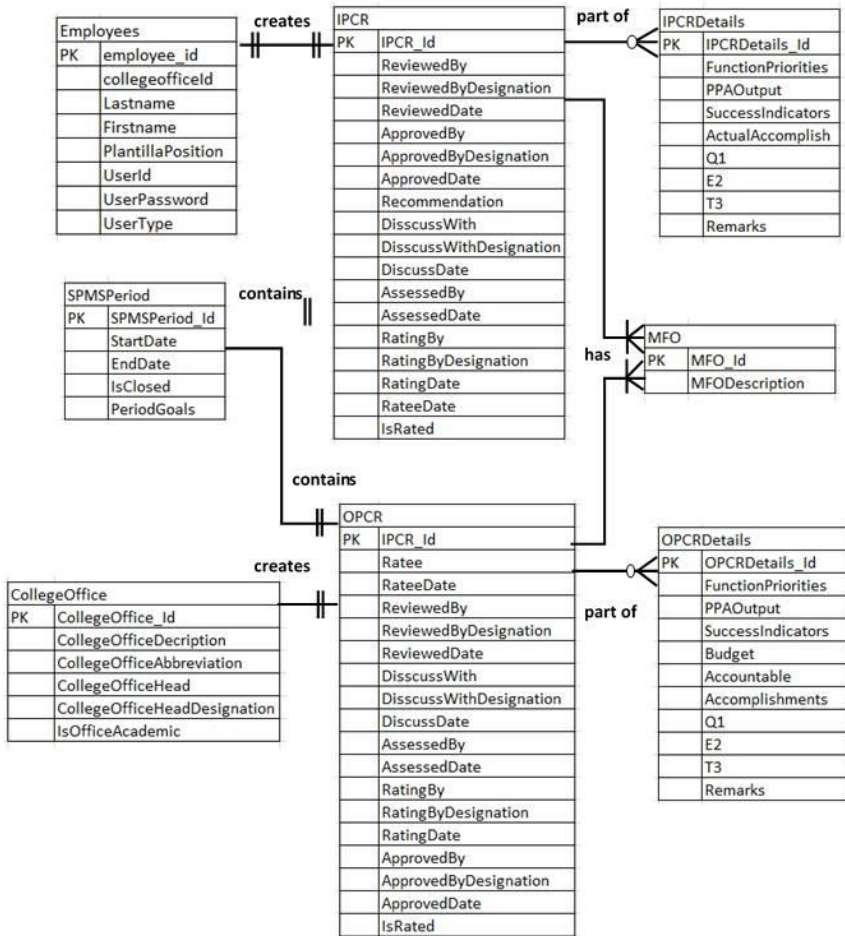 Employees
PK employee_id
collegeofficeId
Lastname
Firstname
PlantillaPosition
UserId
UserPassword
UserType
creates
IPCR
PK IPCR_Id
ReviewedBy
ReviewedByDesignation
ReviewedDate
ApprovedBy
ApprovedByDesignation
ApprovedDate
Recommendation
DisscussWith
DisscussWithDesignation
DiscussDate
AssessedBy
AssessedDate
RatingBy
RatingByDesignation
RatingDate
RateeDate
IsRated
part of
IPCRDetails
PK IPCRDetails_Id
FunctionPriorities
PPAOutput
SuccessIndicators
ActualAccomplish
Q1
E2
T3
Remarks
SPMSPeriod
PK SPMSPeriod_Id
StartDate
EndDate
IsClosed
PeriodGoals
contains
has
MFO
PK MFO_Id
MFODescription
contains
OPCR
PK IPCR_Id
Ratee
RateeDate
ReviewedBy
ReviewedByDesignation
ReviewedDate
DisscussWith
DisscussWithDesignation
DiscussDate
AssessedBy
AssessedDate
RatingBy
RatingByDesignation
RatingDate
ApprovedBy
ApprovedByDesignation
ApprovedDate
IsRated
creates
CollegeOffice
PK CollegeOffice_Id
CollegeOfficeDecription
CollegeOfficeAbbreviation
CollegeOfficeHead
CollegeOfficeHeadDesignation
IsOfficeAcademic
part of
OPCRDetails
PK OPCRDetails_Id
FunctionPriorities
PPAOutput
SuccessIndicators
Budget
Accountable
Accomplishments
Q1
E2
T3
Remarks